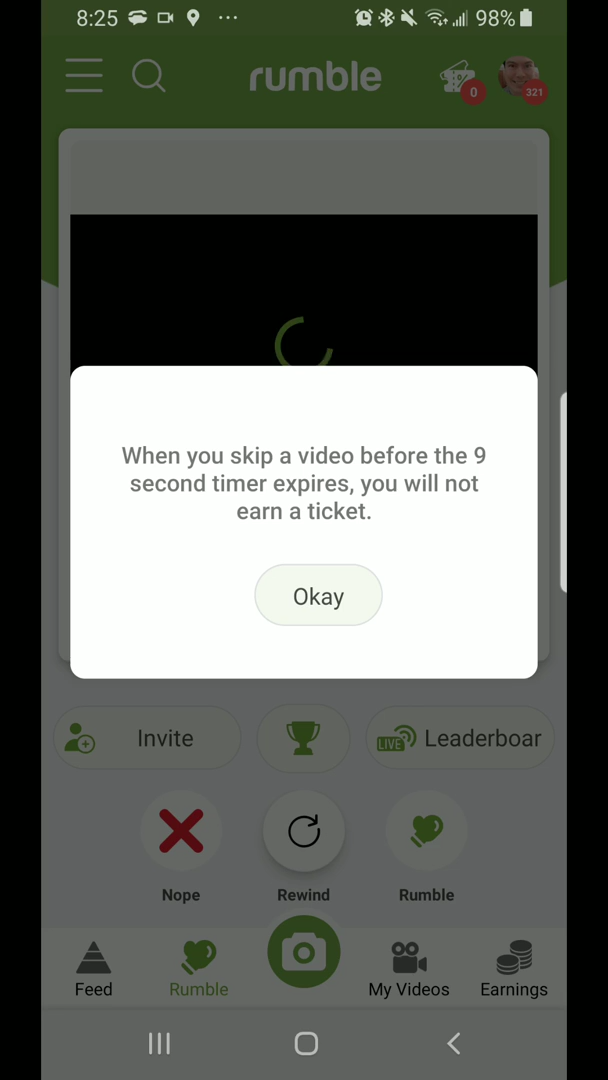 8:25
98%
rumble
0
321
When you skip a video before the 9
second timer expires, you will not
earn a ticket.
Okay
Invite
LIVE
Leaderboar
Nope
Rewind
Rumble
Feed
Rumble
My Videos
Earnings